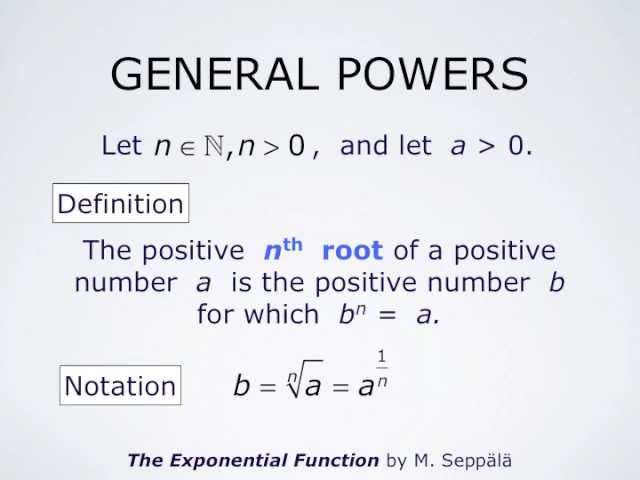 GENERAL POWERS
Let n ∈ ℕ, n > 0 , and let a > 0.
Definition
The positive nᵗʰ root of a positive
number a is the positive number b
for which bⁿ = a.
Notation b = ⁿ√a = a^(1/n)
The Exponential Function by M. Seppälä